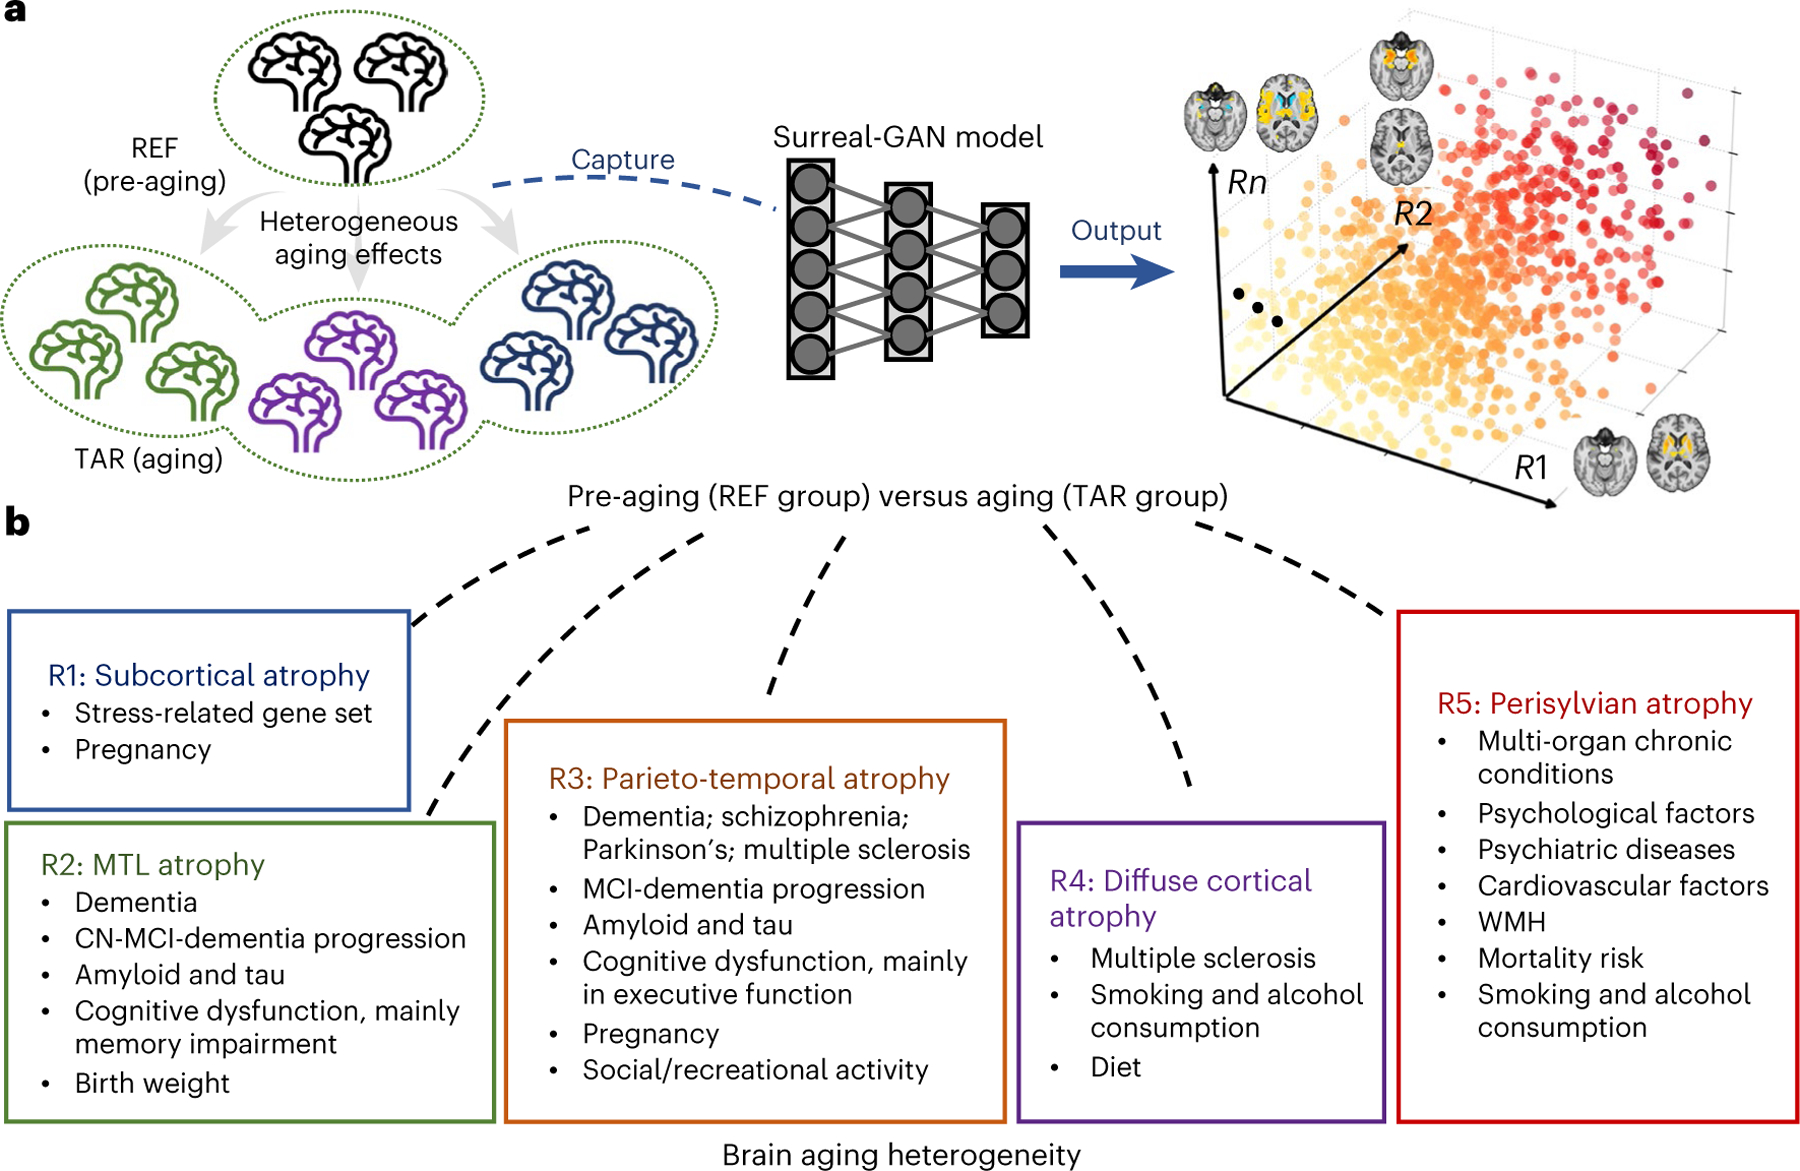 a
REF
(pre-aging)
Heterogeneous
aging effects
TAR (aging)
Capture
Surreal-GAN model
Output
Rn
R2
R1
Pre-aging (REF group) versus aging (TAR group)
b
R1: Subcortical atrophy
• Stress-related gene set
• Pregnancy
R2: MTL atrophy
• Dementia
• CN-MCI-dementia progression
• Amyloid and tau
• Cognitive dysfunction, mainly
memory impairment
• Birth weight
R3: Parieto-temporal atrophy
• Dementia; schizophrenia;
Parkinson’s; multiple sclerosis
• MCI-dementia progression
• Amyloid and tau
• Cognitive dysfunction, mainly
in executive function
• Pregnancy
• Social/recreational activity
R4: Diffuse cortical
atrophy
• Multiple sclerosis
• Smoking and alcohol
consumption
• Diet
R5: Perisylvian atrophy
• Multi-organ chronic
conditions
• Psychological factors
• Psychiatric diseases
• Cardiovascular factors
• WMH
• Mortality risk
• Smoking and alcohol
consumption
Brain aging heterogeneity